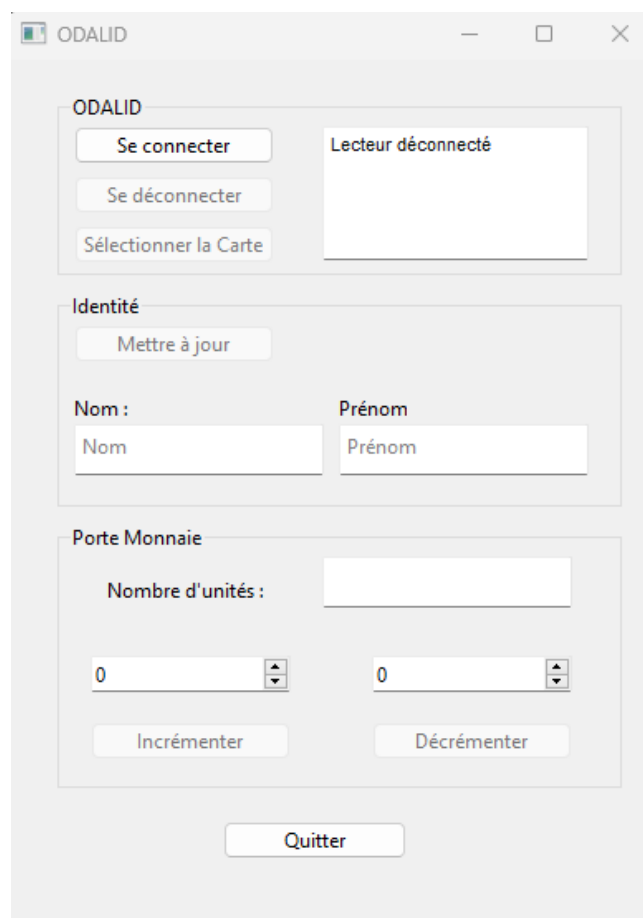 ODALID
ODALID
Se connecter
Lecteur déconnecté
Se déconnecter
Sélectionner la Carte
Identité
Mettre à jour
Nom :
Prénom
Nom
Prénom
Porte Monnaie
Nombre d'unités :
0
0
Incrémenter
Décrémenter
Quitter